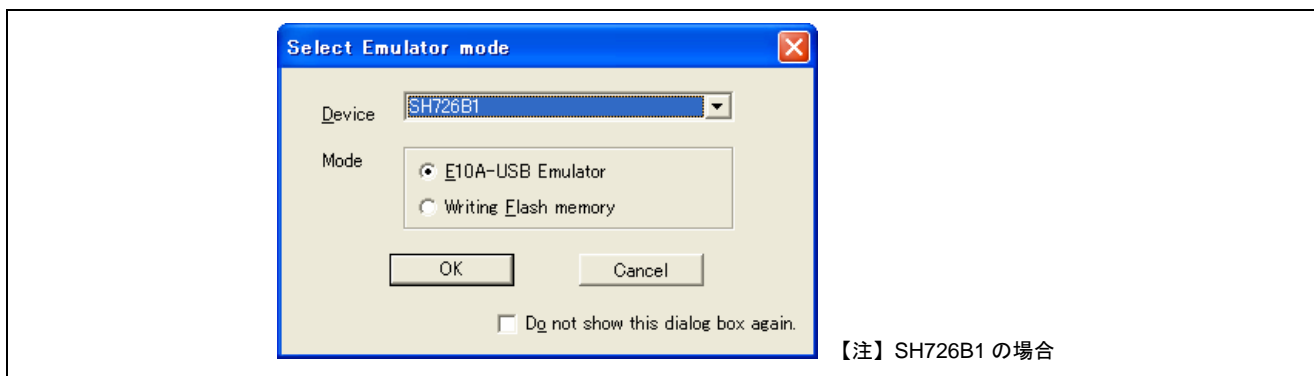 Select Emulator mode
Device
SH726B1
Mode
E10A-USB Emulator
Writing Flash memory
OK
Cancel
Do not show this dialog box again.
【注】SH726B1 の場合